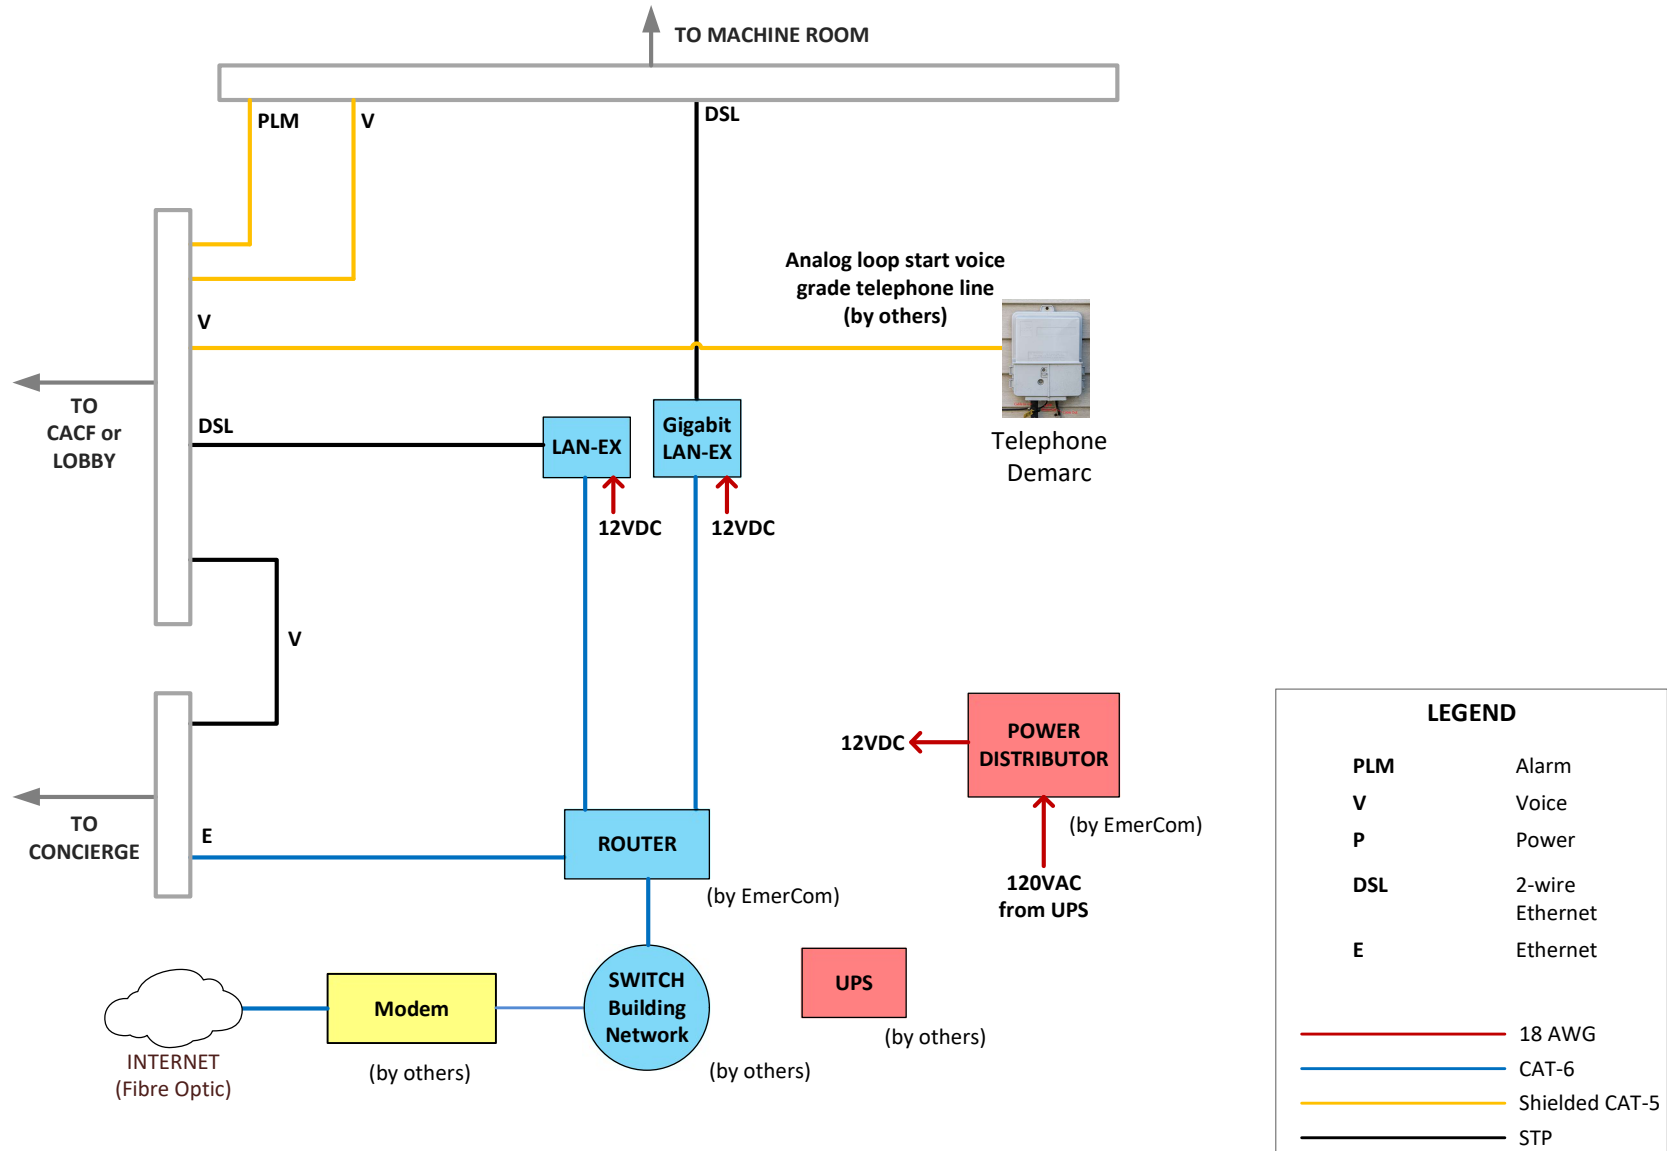 TO MACHINE ROOM
PLM
V
DSL
Analog loop start voice
grade telephone line
(by others)
V
TO
CACF or
LOBBY
DSL
LAN-EX
Gigabit
LAN-EX
Telephone
Demarc
12VDC
12VDC
V
12VDC
POWER
DISTRIBUTOR
(by EmerCom)
TO
CONCIERGE
E
ROUTER
(by EmerCom)
120VAC
from UPS
SWITCH
Building
Network
(by others)
UPS
(by others)
Modem
(by others)
INTERNET
(Fibre Optic)
LEGEND
PLM Alarm
V Voice
P Power
DSL 2-wire
Ethernet
E Ethernet
18 AWG
CAT-6
Shielded CAT-5
STP